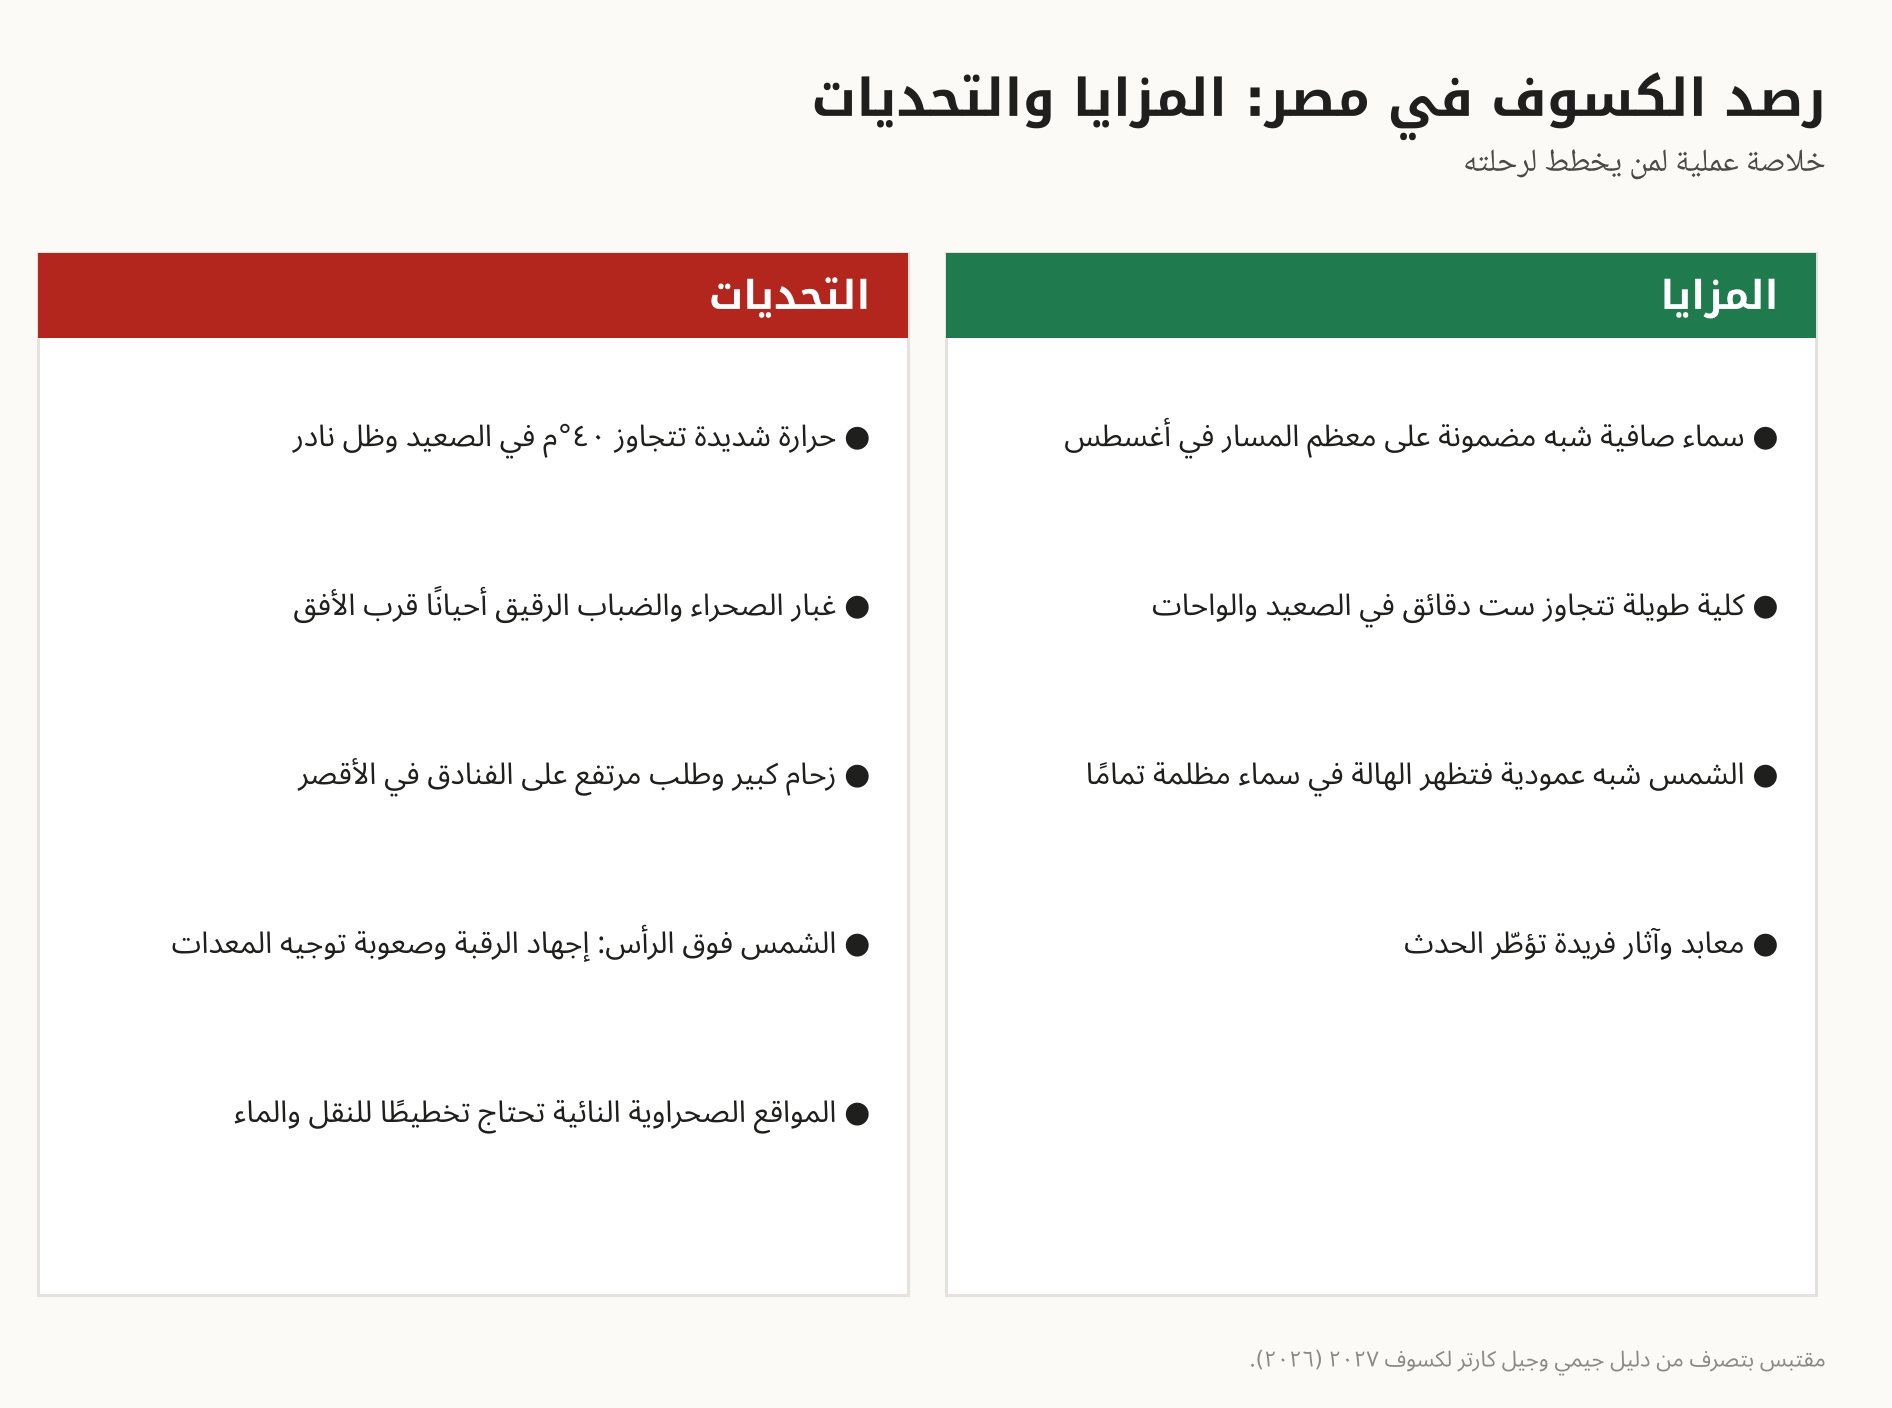 رصد الكسوف في مصر: المزايا والتحديات
خلاصة عملية لمن يخطط لرحلته
المزايا
● سماء صافية شبه مضمونة على معظم المسار في أغسطس
● كلية طويلة تتجاوز ست دقائق في الصعيد والواحات
● الشمس شبه عمودية فتظهر الهالة في سماء مظلمة تمامًا
● معابد وآثار فريدة تؤطّر الحدث
التحديات
● حرارة شديدة تتجاوز ٤٠°م في الصعيد وظل نادر
● غبار الصحراء والضباب الرقيق أحيانًا قرب الأفق
● زحام كبير وطلب مرتفع على الفنادق في الأقصر
● الشمس فوق الرأس: إجهاد الرقبة وصعوبة توجيه المعدات
● المواقع الصحراوية النائية تحتاج تخطيطًا للنقل والماء
مقتبس بتصرف من دليل جيمي وجيل كارتر لكسوف ٢٠٢٧ (٢٠٢٦).